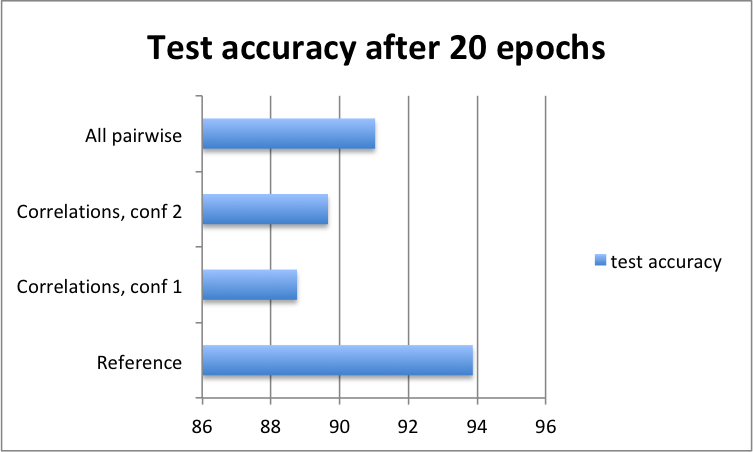 Test accuracy after 20 epochs
All pairwise
Correlations, conf 2
Correlations, conf 1
Reference
test accuracy
86 88 90 92 94 96